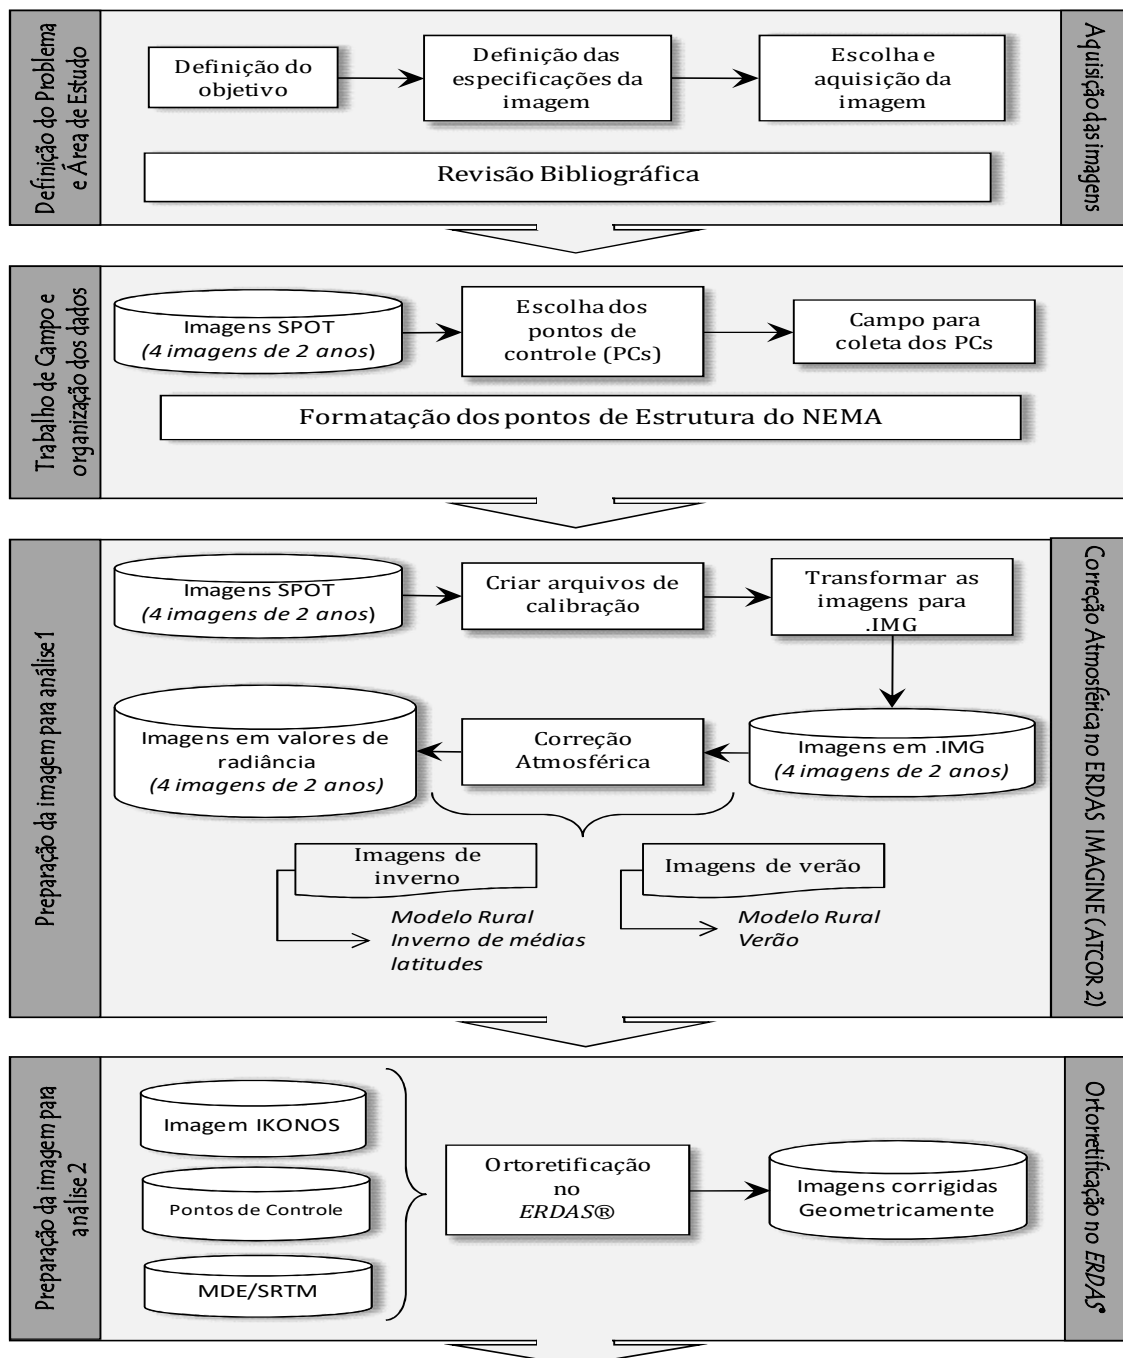 Definição do Problema
e Área de Estudo
Definição do
objetivo
Definição das
especificações da
imagem
Escolha e
aquisição da
imagem
Revisão Bibliográfica
Aquisição das imagens
Trabalho de Campo e
organização dos dados
Imagens SPOT
(4 imagens de 2 anos)
Escolha dos
pontos de
controle (PCs)
Campo para
coleta dos PCs
Formatação dos pontos de Estrutura do NEMA
Preparação da imagem para análise 1
Imagens SPOT
(4 imagens de 2 anos)
Criar arquivos de
calibração
Transformar as
imagens para
.IMG
Imagens em valores de
radiância
(4 imagens de 2 anos)
Correção
Atmosférica
Imagens em .IMG
(4 imagens de 2 anos)
Imagens de
inverno
Modelo Rural
Inverno de médias
latitudes
Imagens de verão
Modelo Rural
Verão
Correção Atmosférica no ERDAS IMAGINE (ATCOR 2)
Preparação da imagem para
análise 2
Imagem IKONOS
Pontos de Controle
MDE/SRTM
Ortoretificação
no
ERDAS®
Imagens corrigidas
Geometricamente
Ortorretificação no ERDAS®